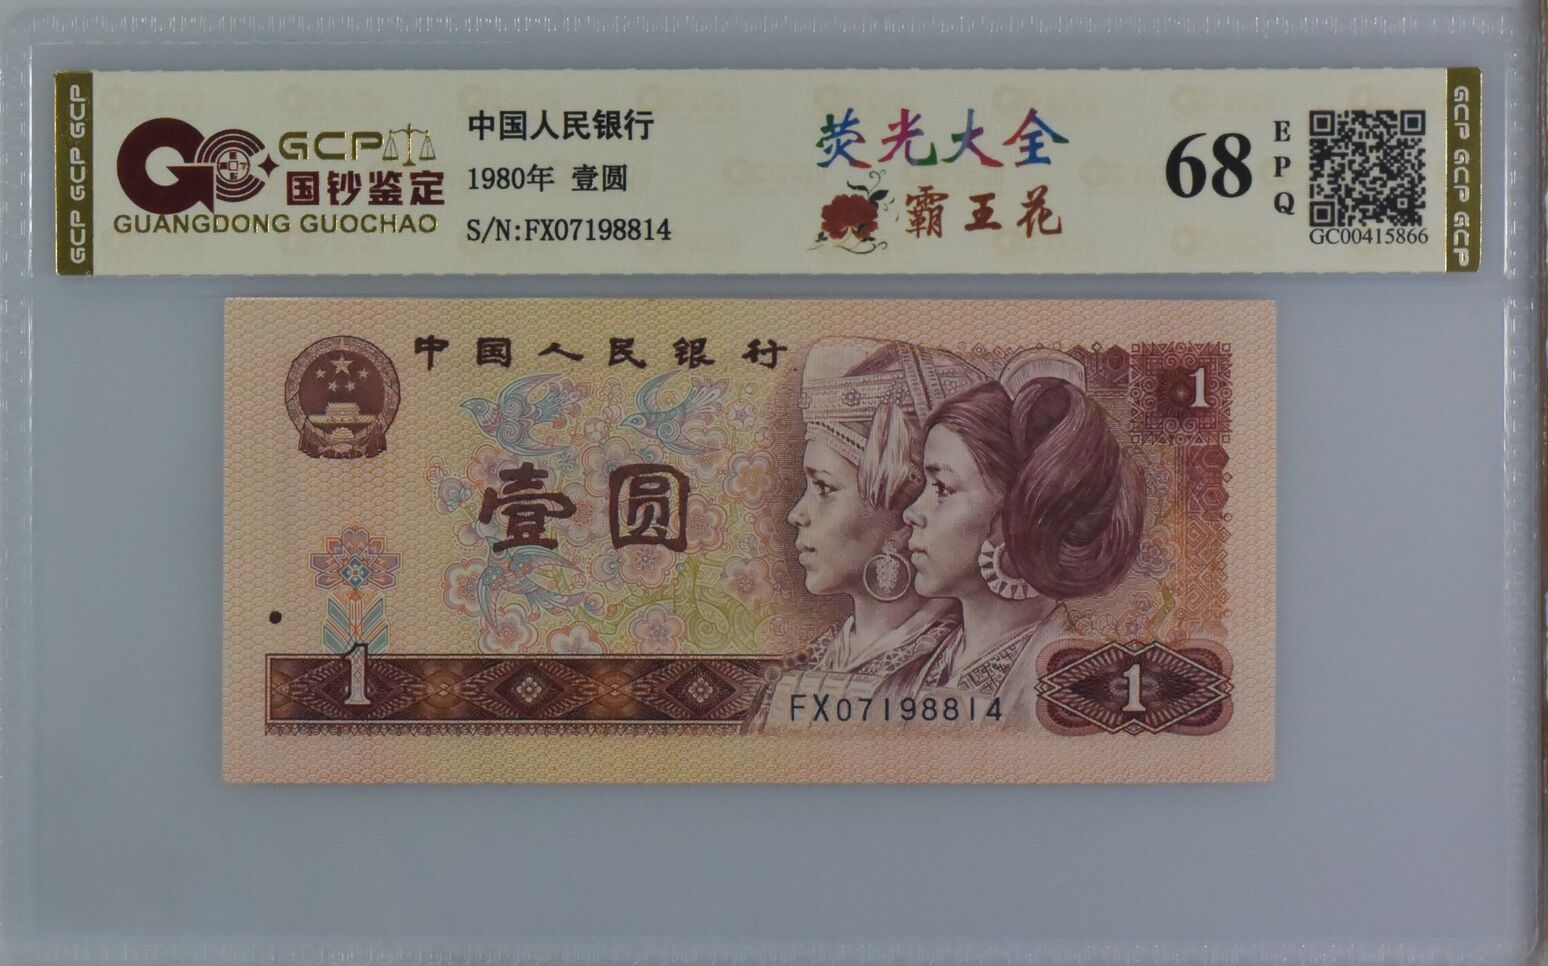 GCP GCP GCP
GCP
国钞鉴定
GUANGDONG GUOCHAO
中国人民银行
1980年 壹圆
S/N:FX07198814
荧光大全
霸王花
68
EPQ
GC00415866
GCP GCP GCP
中国人民银行
1
壹圆
1
1
FX07198814